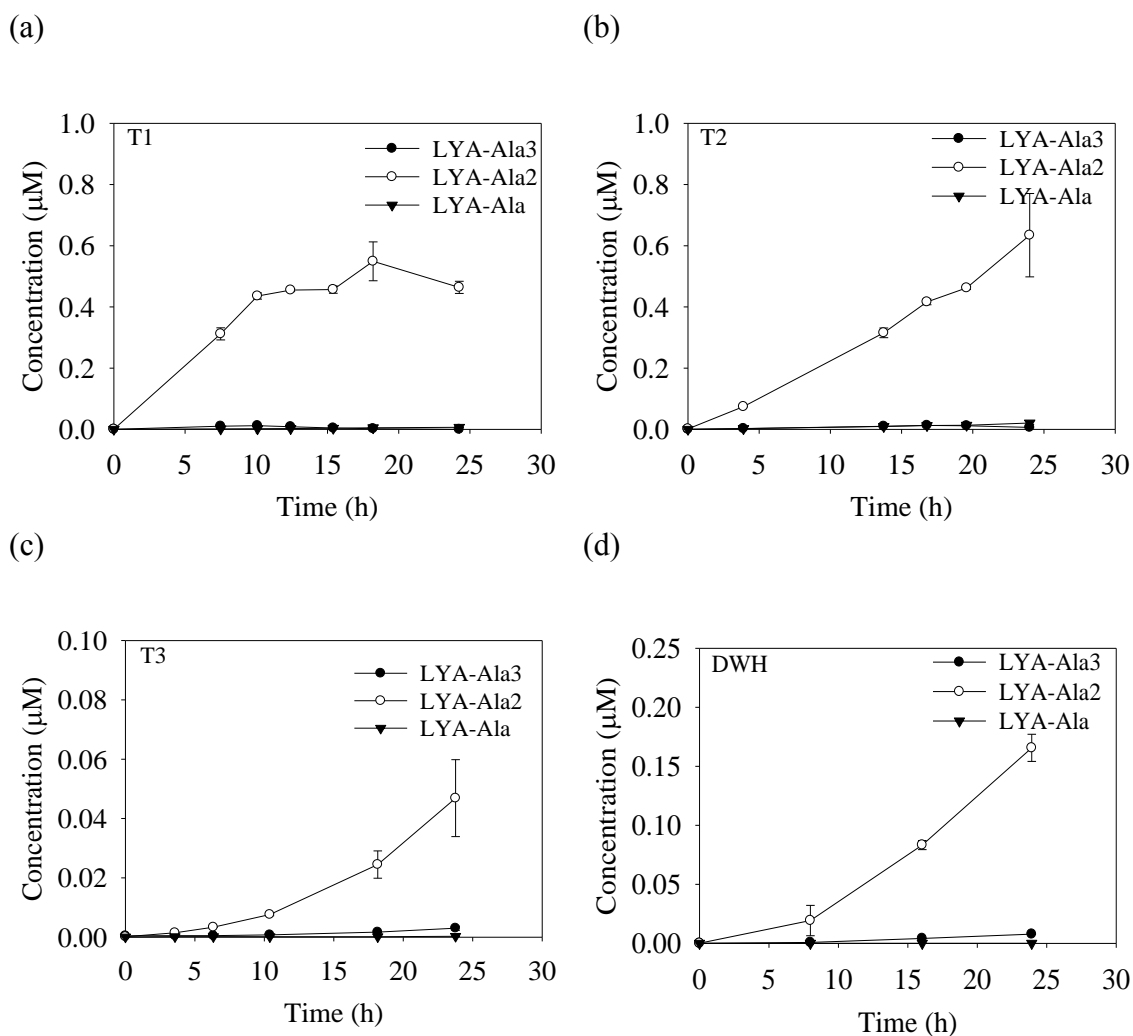 (a)
T1
LYA-Ala3
LYA-Ala2
LYA-Ala
1.0
0.8
0.6
0.4
0.2
0.0
Concentration (µM)
0 5 10 15 20 25 30
Time (h)
(b)
T2
LYA-Ala3
LYA-Ala2
LYA-Ala
1.0
0.8
0.6
0.4
0.2
0.0
Concentration (µM)
0 5 10 15 20 25 30
Time (h)
(c)
T3
LYA-Ala3
LYA-Ala2
LYA-Ala
0.10
0.08
0.06
0.04
0.02
0.00
Concentration (µM)
0 5 10 15 20 25 30
Time (h)
(d)
DWH
LYA-Ala3
LYA-Ala2
LYA-Ala
0.25
0.20
0.15
0.10
0.05
0.00
Concentration (µM)
0 5 10 15 20 25 30
Time (h)